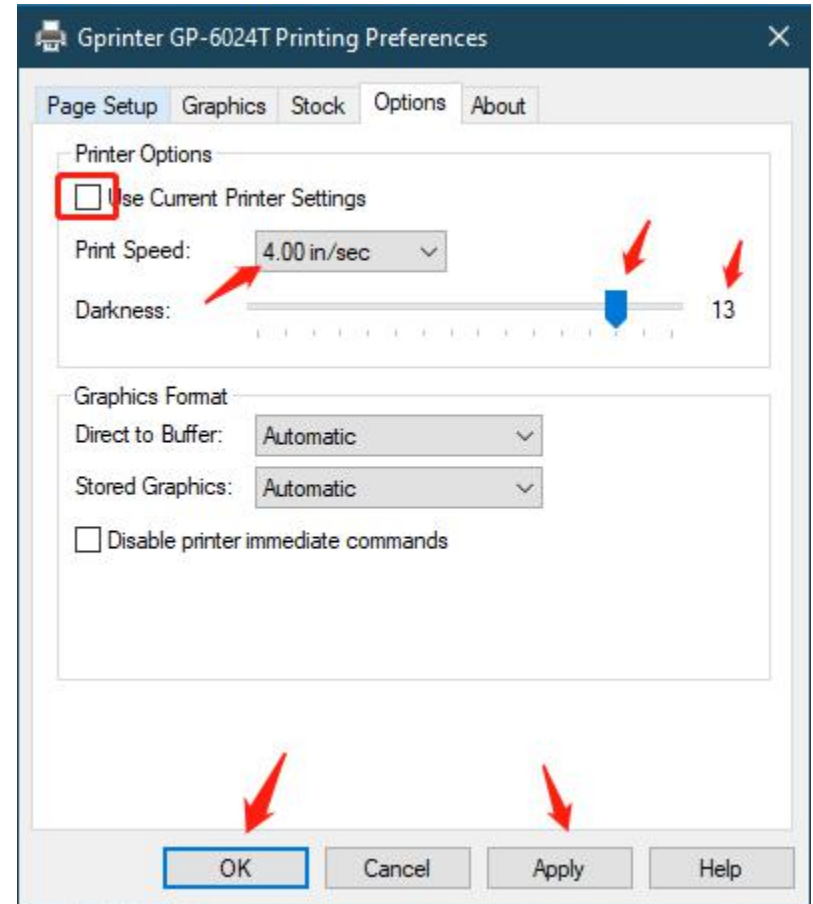 Gprinter GP-6024T Printing Preferences
Page Setup Graphics Stock Options About
Printer Options
Use Current Printer Settings
Print Speed: 4.00 in/sec
Darkness: 13
Graphics Format
Direct to Buffer: Automatic
Stored Graphics: Automatic
Disable printer immediate commands
OK Cancel Apply Help